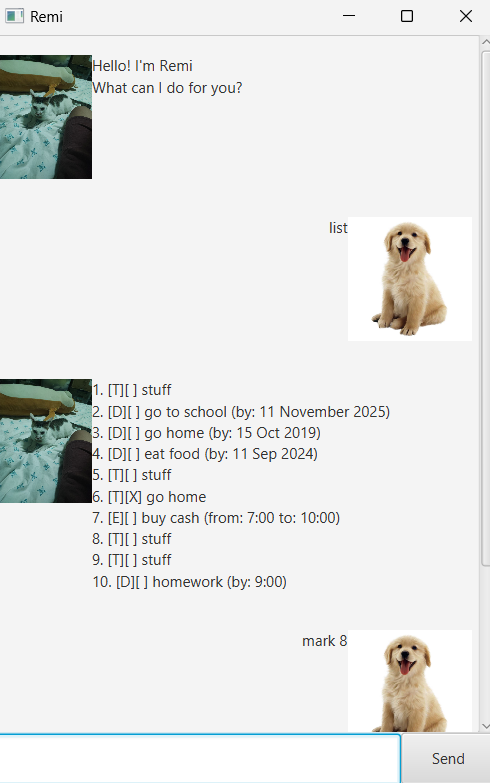 Remi
Hello! I'm Remi
What can I do for you?
list
1. [T][ ] stuff
2. [D][ ] go to school (by: 11 November 2025)
3. [D][ ] go home (by: 15 Oct 2019)
4. [D][ ] eat food (by: 11 Sep 2024)
5. [T][ ] stuff
6. [T][X] go home
7. [E][ ] buy cash (from: 7:00 to: 10:00)
8. [T][ ] stuff
9. [T][ ] stuff
10. [D][ ] homework (by: 9:00)
mark 8
Send